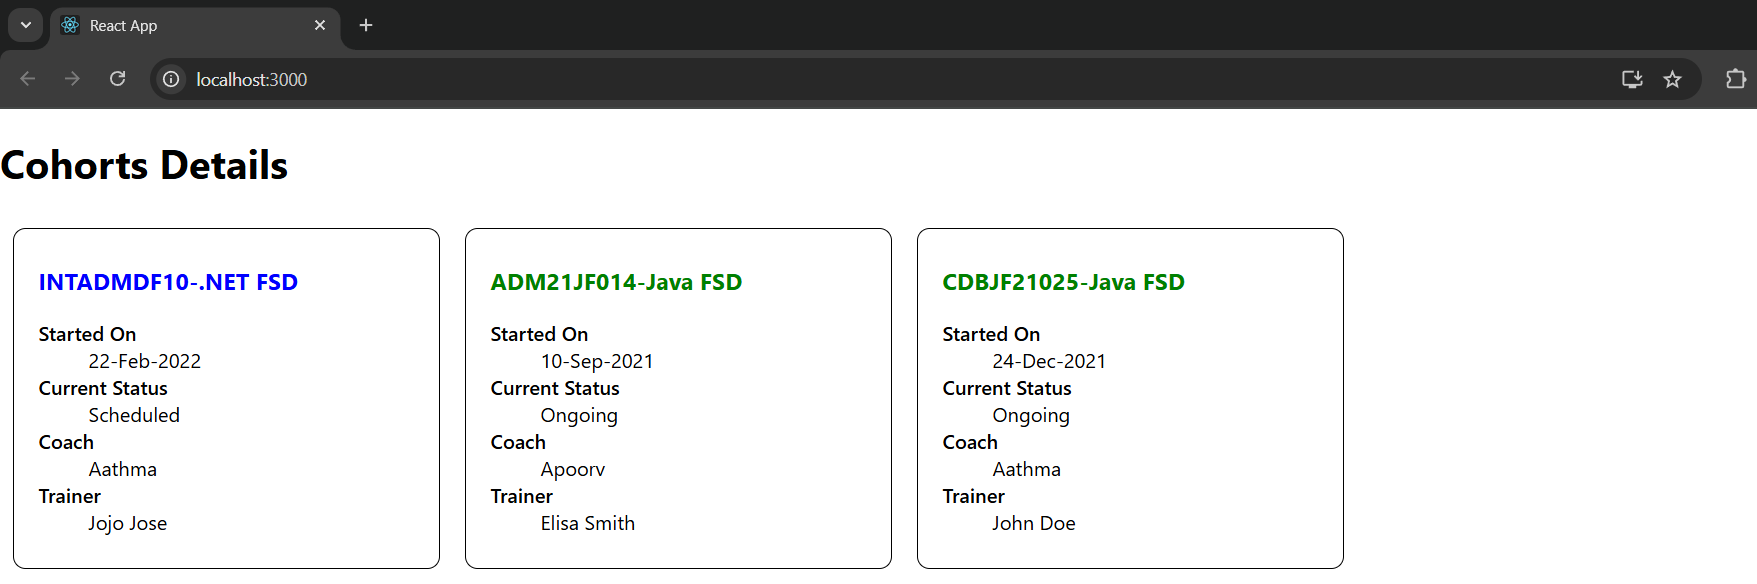 React App
localhost:3000
Cohorts Details
INTADMDF10-.NET FSD
Started On
22-Feb-2022
Current Status
Scheduled
Coach
Aathma
Trainer
Jojo Jose
ADM21JF014-Java FSD
Started On
10-Sep-2021
Current Status
Ongoing
Coach
Apoorv
Trainer
Elisa Smith
CDBJF21025-Java FSD
Started On
24-Dec-2021
Current Status
Ongoing
Coach
Aathma
Trainer
John Doe